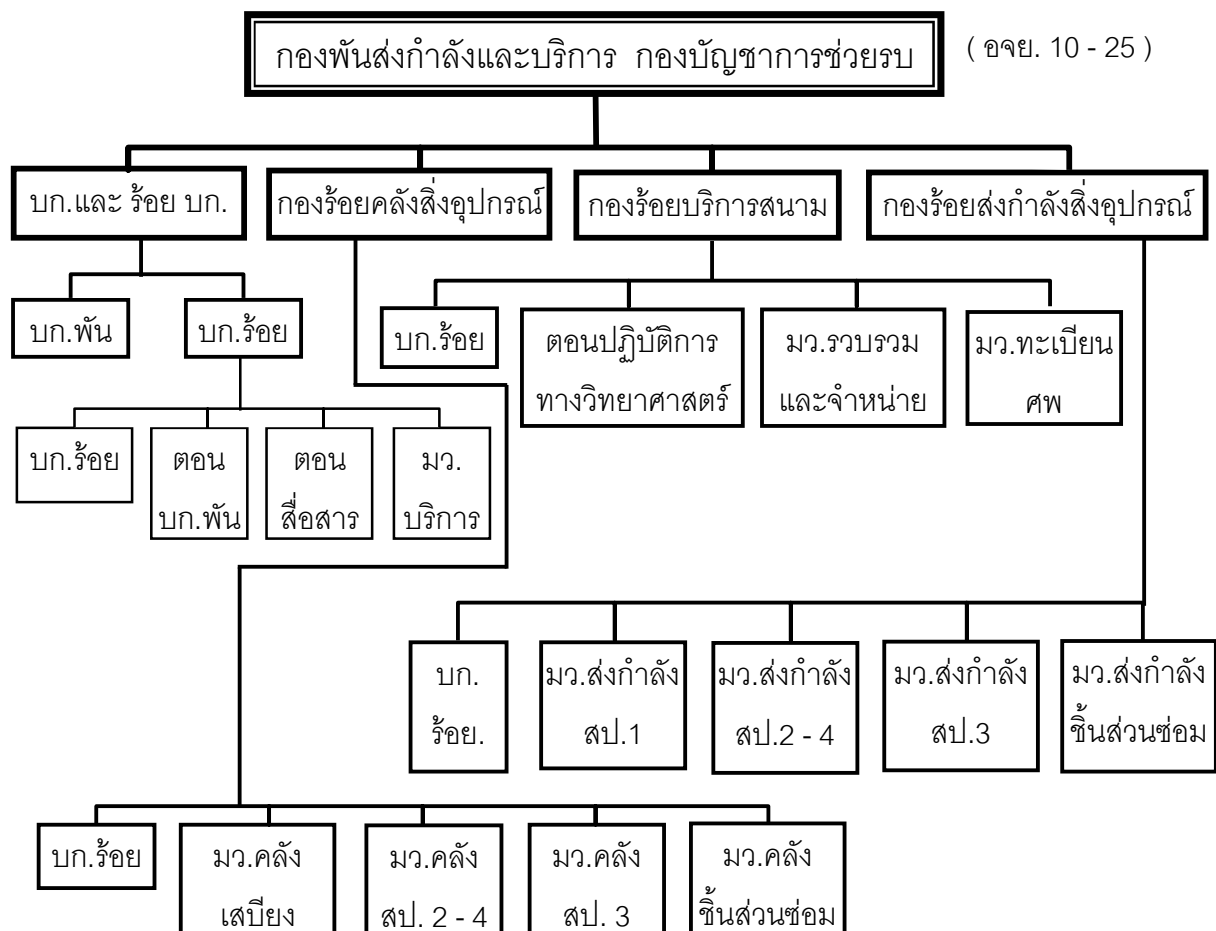 กองพันส่งกำลังและบริการ กองบัญชาการช่วยรบ
( อจย. 10 - 25 )
บก.และ ร้อย บก.
กองร้อยคลังสิ่งอุปกรณ์
กองร้อยบริการสนาม
กองร้อยส่งกำลังสิ่งอุปกรณ์
บก.พัน
บก.ร้อย
บก.ร้อย
ตอนปฏิบัติการ
ทางวิทยาศาสตร์
มว.รวบรวม
และจำหน่าย
มว.ทะเบียน
ศพ
บก.ร้อย
ตอน
บก.พัน
ตอน
สื่อสาร
มว.
บริการ
บก.
ร้อย.
มว.ส่งกำลัง
สป.1
มว.ส่งกำลัง
สป.2 - 4
มว.ส่งกำลัง
สป.3
มว.ส่งกำลัง
ชิ้นส่วนซ่อม
บก.ร้อย
มว.คลัง
เสบียง
มว.คลัง
สป. 2 - 4
มว.คลัง
สป. 3
มว.คลัง
ชิ้นส่วนซ่อม